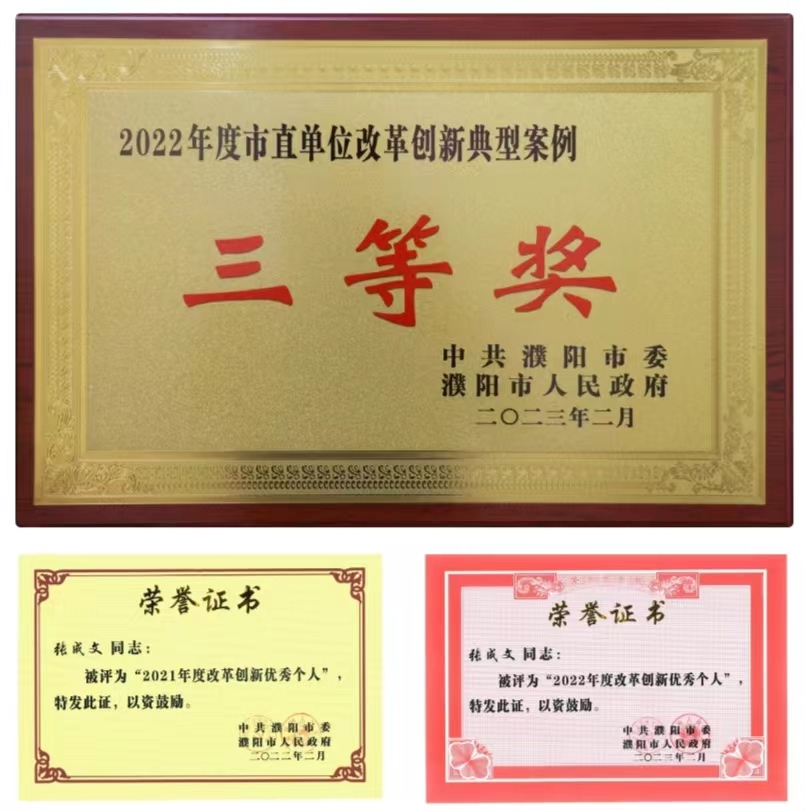 2022年度市直单位改革创新典型案例
三等奖
中共濮阳市委
濮阳市人民政府
二〇二三年二月
荣誉证书
张成文 同志：
被评为“2021年度改革创新优秀个人”，
特发此证，以资鼓励。
中共濮阳市委
濮阳市人民政府
二〇二二年二月
荣誉证书
张成文 同志：
被评为“2022年度改革创新优秀个人”，
特发此证，以资鼓励。
中共濮阳市委
濮阳市人民政府
二〇二三年二月